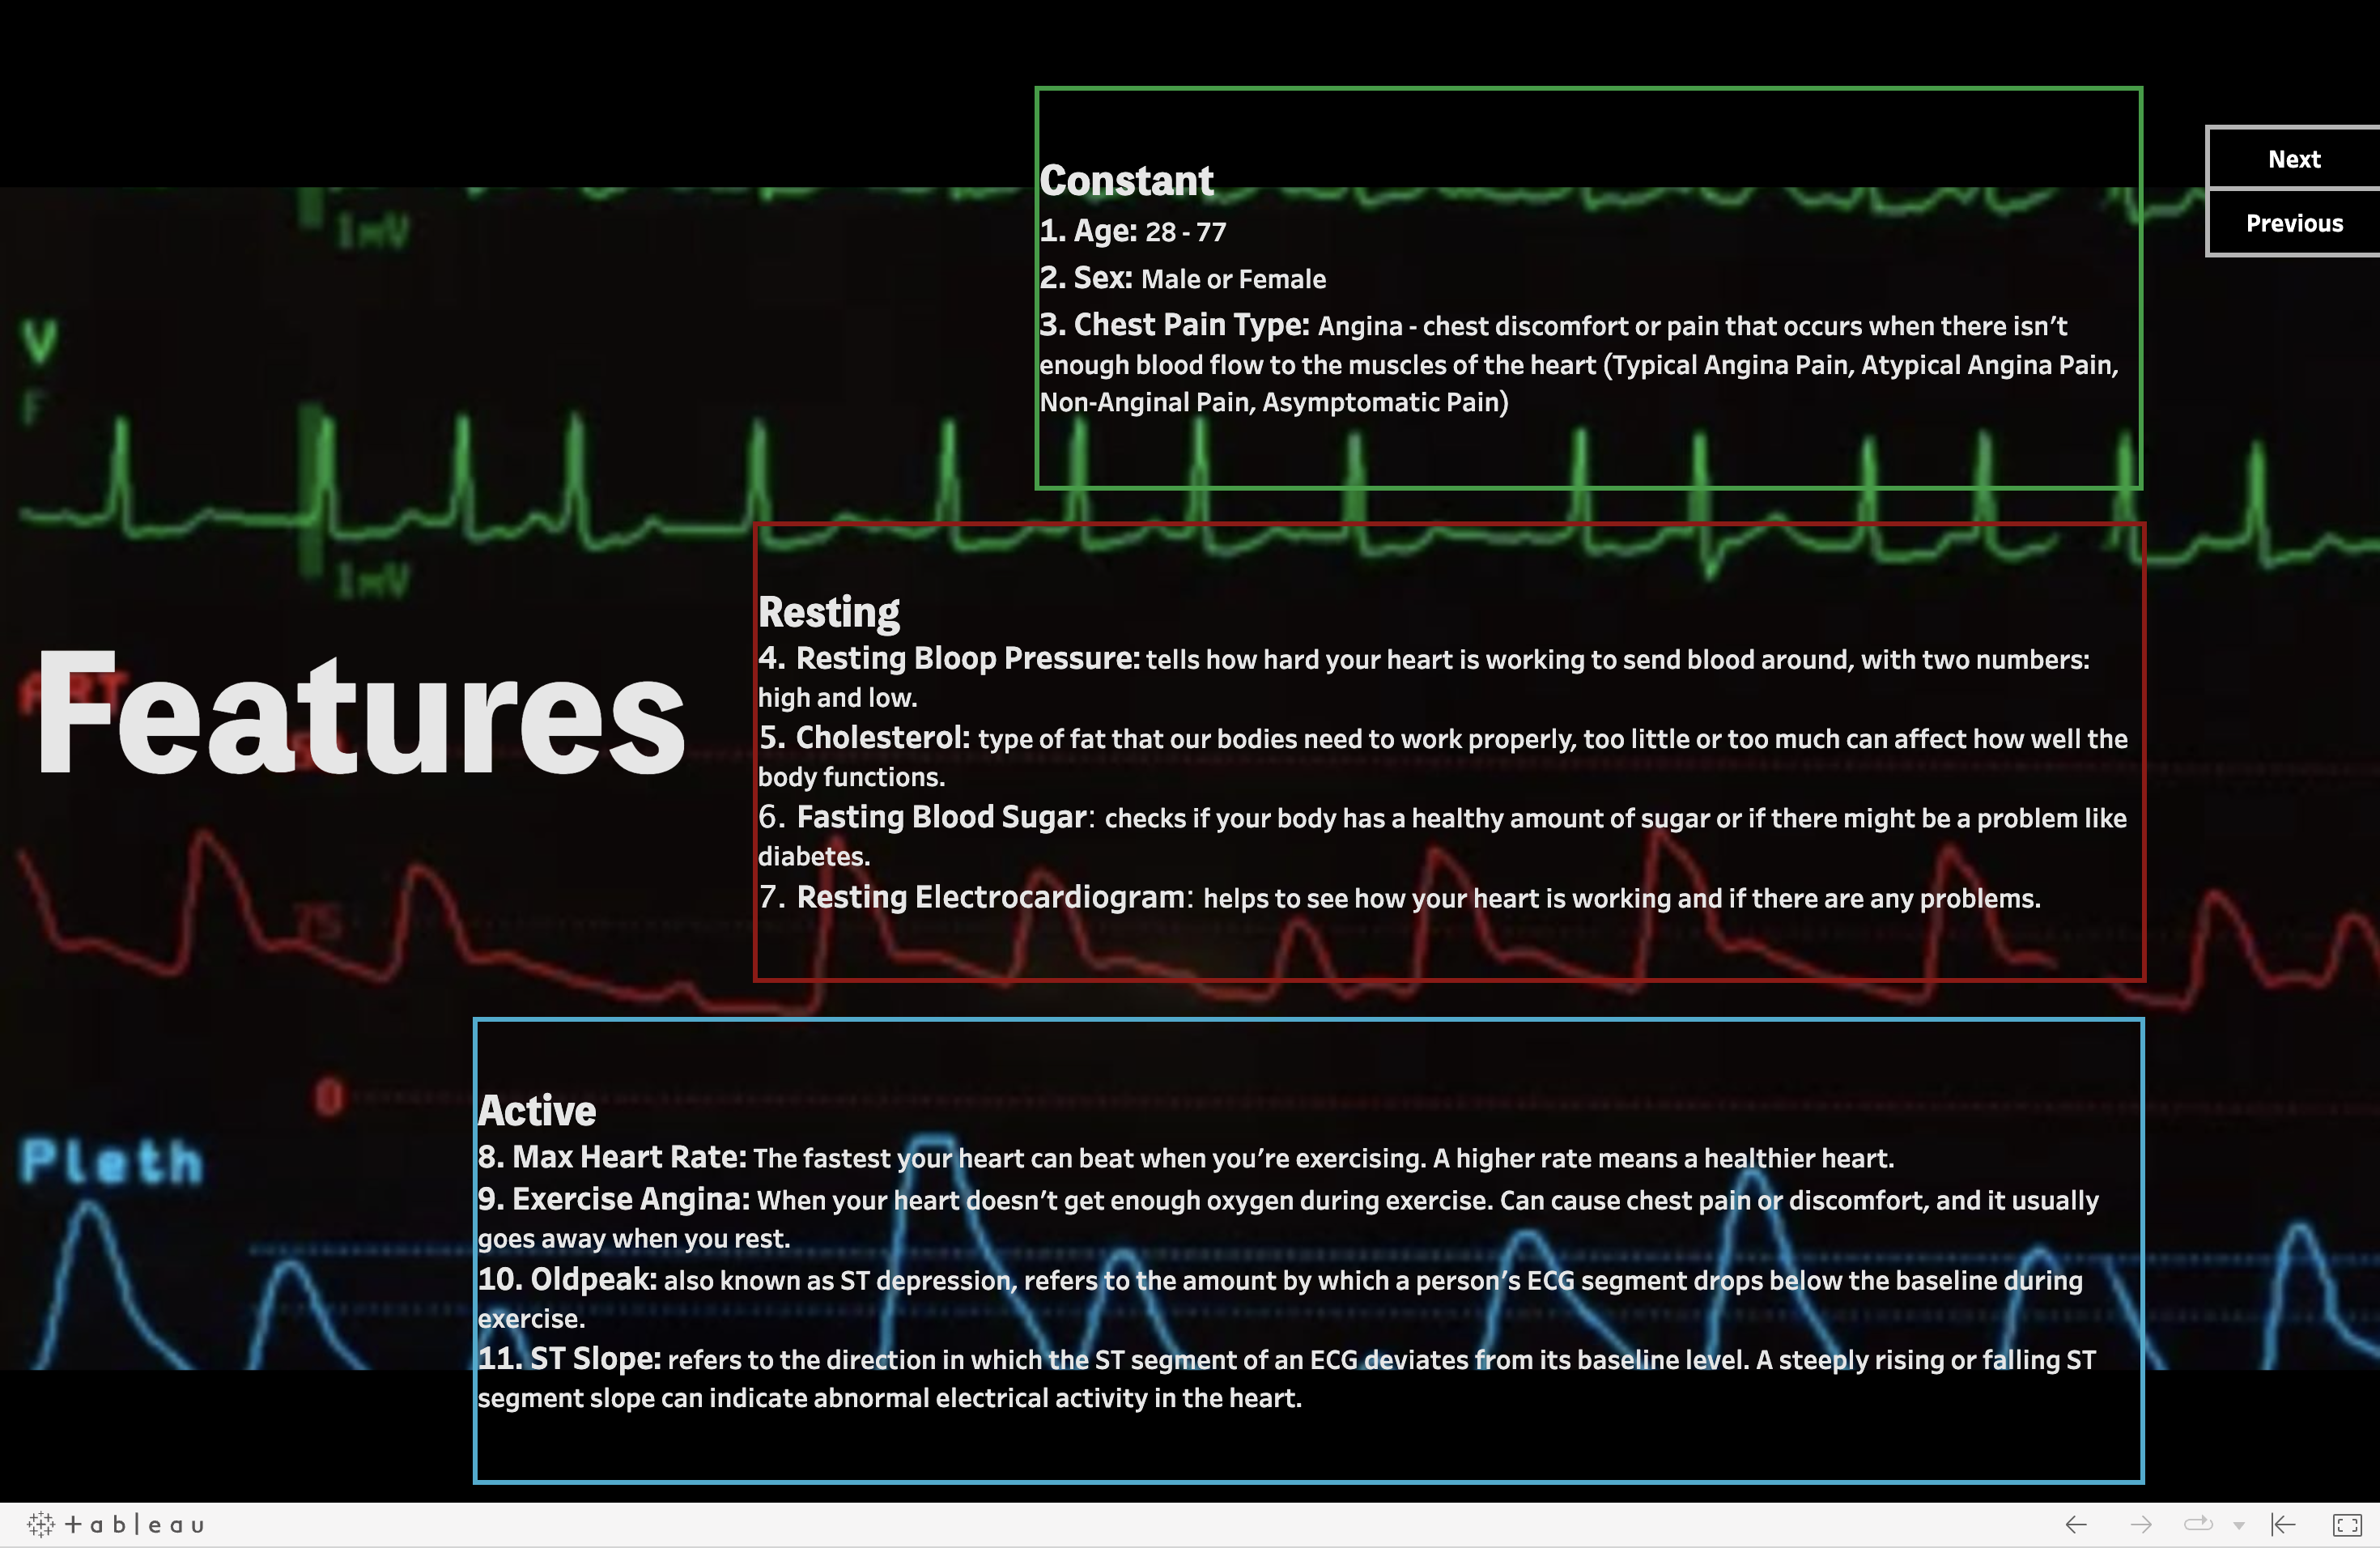 Constant
1. Age: 28 - 77
2. Sex: Male or Female
3. Chest Pain Type: Angina - chest discomfort or pain that occurs when there isn't
enough blood flow to the muscles of the heart (Typical Angina Pain, Atypical Angina Pain,
Non-Anginal Pain, Asymptomatic Pain)
Next
Previous
1mV
V
F
1mV
Features
Resting
4. Resting Bloop Pressure: tells how hard your heart is working to send blood around, with two numbers:
high and low.
5. Cholesterol: type of fat that our bodies need to work properly, too little or too much can affect how well the
body functions.
6. Fasting Blood Sugar: checks if your body has a healthy amount of sugar or if there might be a problem like
diabetes.
7. Resting Electrocardiogram: helps to see how your heart is working and if there are any problems.
75
0
Pleth
Active
8. Max Heart Rate: The fastest your heart can beat when you're exercising. A higher rate means a healthier heart.
9. Exercise Angina: When your heart doesn't get enough oxygen during exercise. Can cause chest pain or discomfort, and it usually
goes away when you rest.
10. Oldpeak: also known as ST depression, refers to the amount by which a person's ECG segment drops below the baseline during
exercise.
11. ST Slope: refers to the direction in which the ST segment of an ECG deviates from its baseline level. A steeply rising or falling ST
segment slope can indicate abnormal electrical activity in the heart.
+ableau